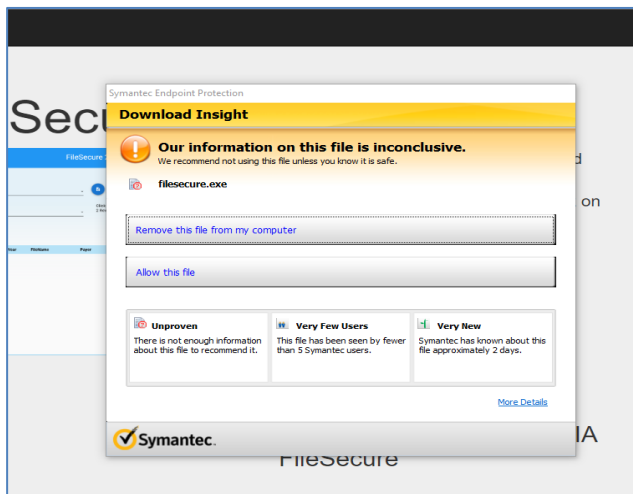 Symantec Endpoint Protection
Download Insight
Our information on this file is inconclusive.
We recommend not using this file unless you know it is safe.
filesecure.exe
Remove this file from my computer
Allow this file
Unproven
There is not enough information
about this file to recommend it.
Very Few Users
This file has been seen by fewer
than 5 Symantec users.
Very New
Symantec has known about this
file approximately 2 days.
More Details
Symantec.
Secu
FileSecure
d
on
Year FileName Paper
IA
FileSecure